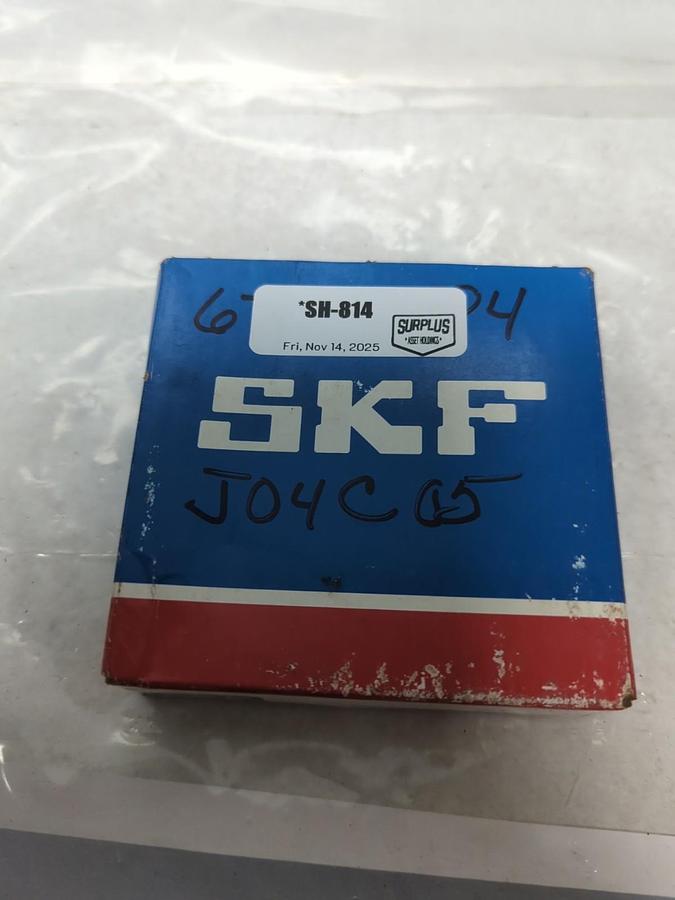 *SH-814
SURPLUS
ASSET HOLDINGS
Fri, Nov 14, 2025
SKF
J04C